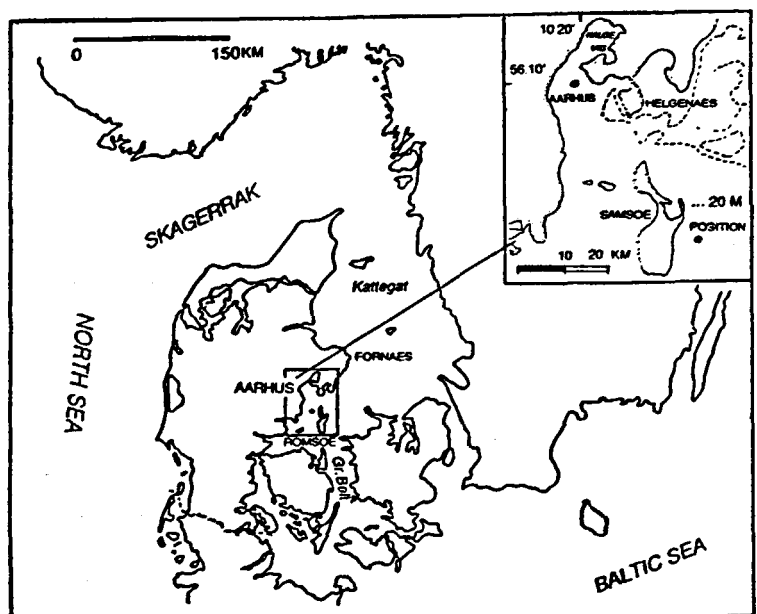 0 150KM
SKAGERRAK
NORTH SEA
Kattegat
FORNAES
AARHUS
ROMSOE
Gr. Belt
BALTIC SEA
10 20'
56.10'
AARHUS
HELGENAES
SAMSOE
... 20 M
POSITION
10 20 KM